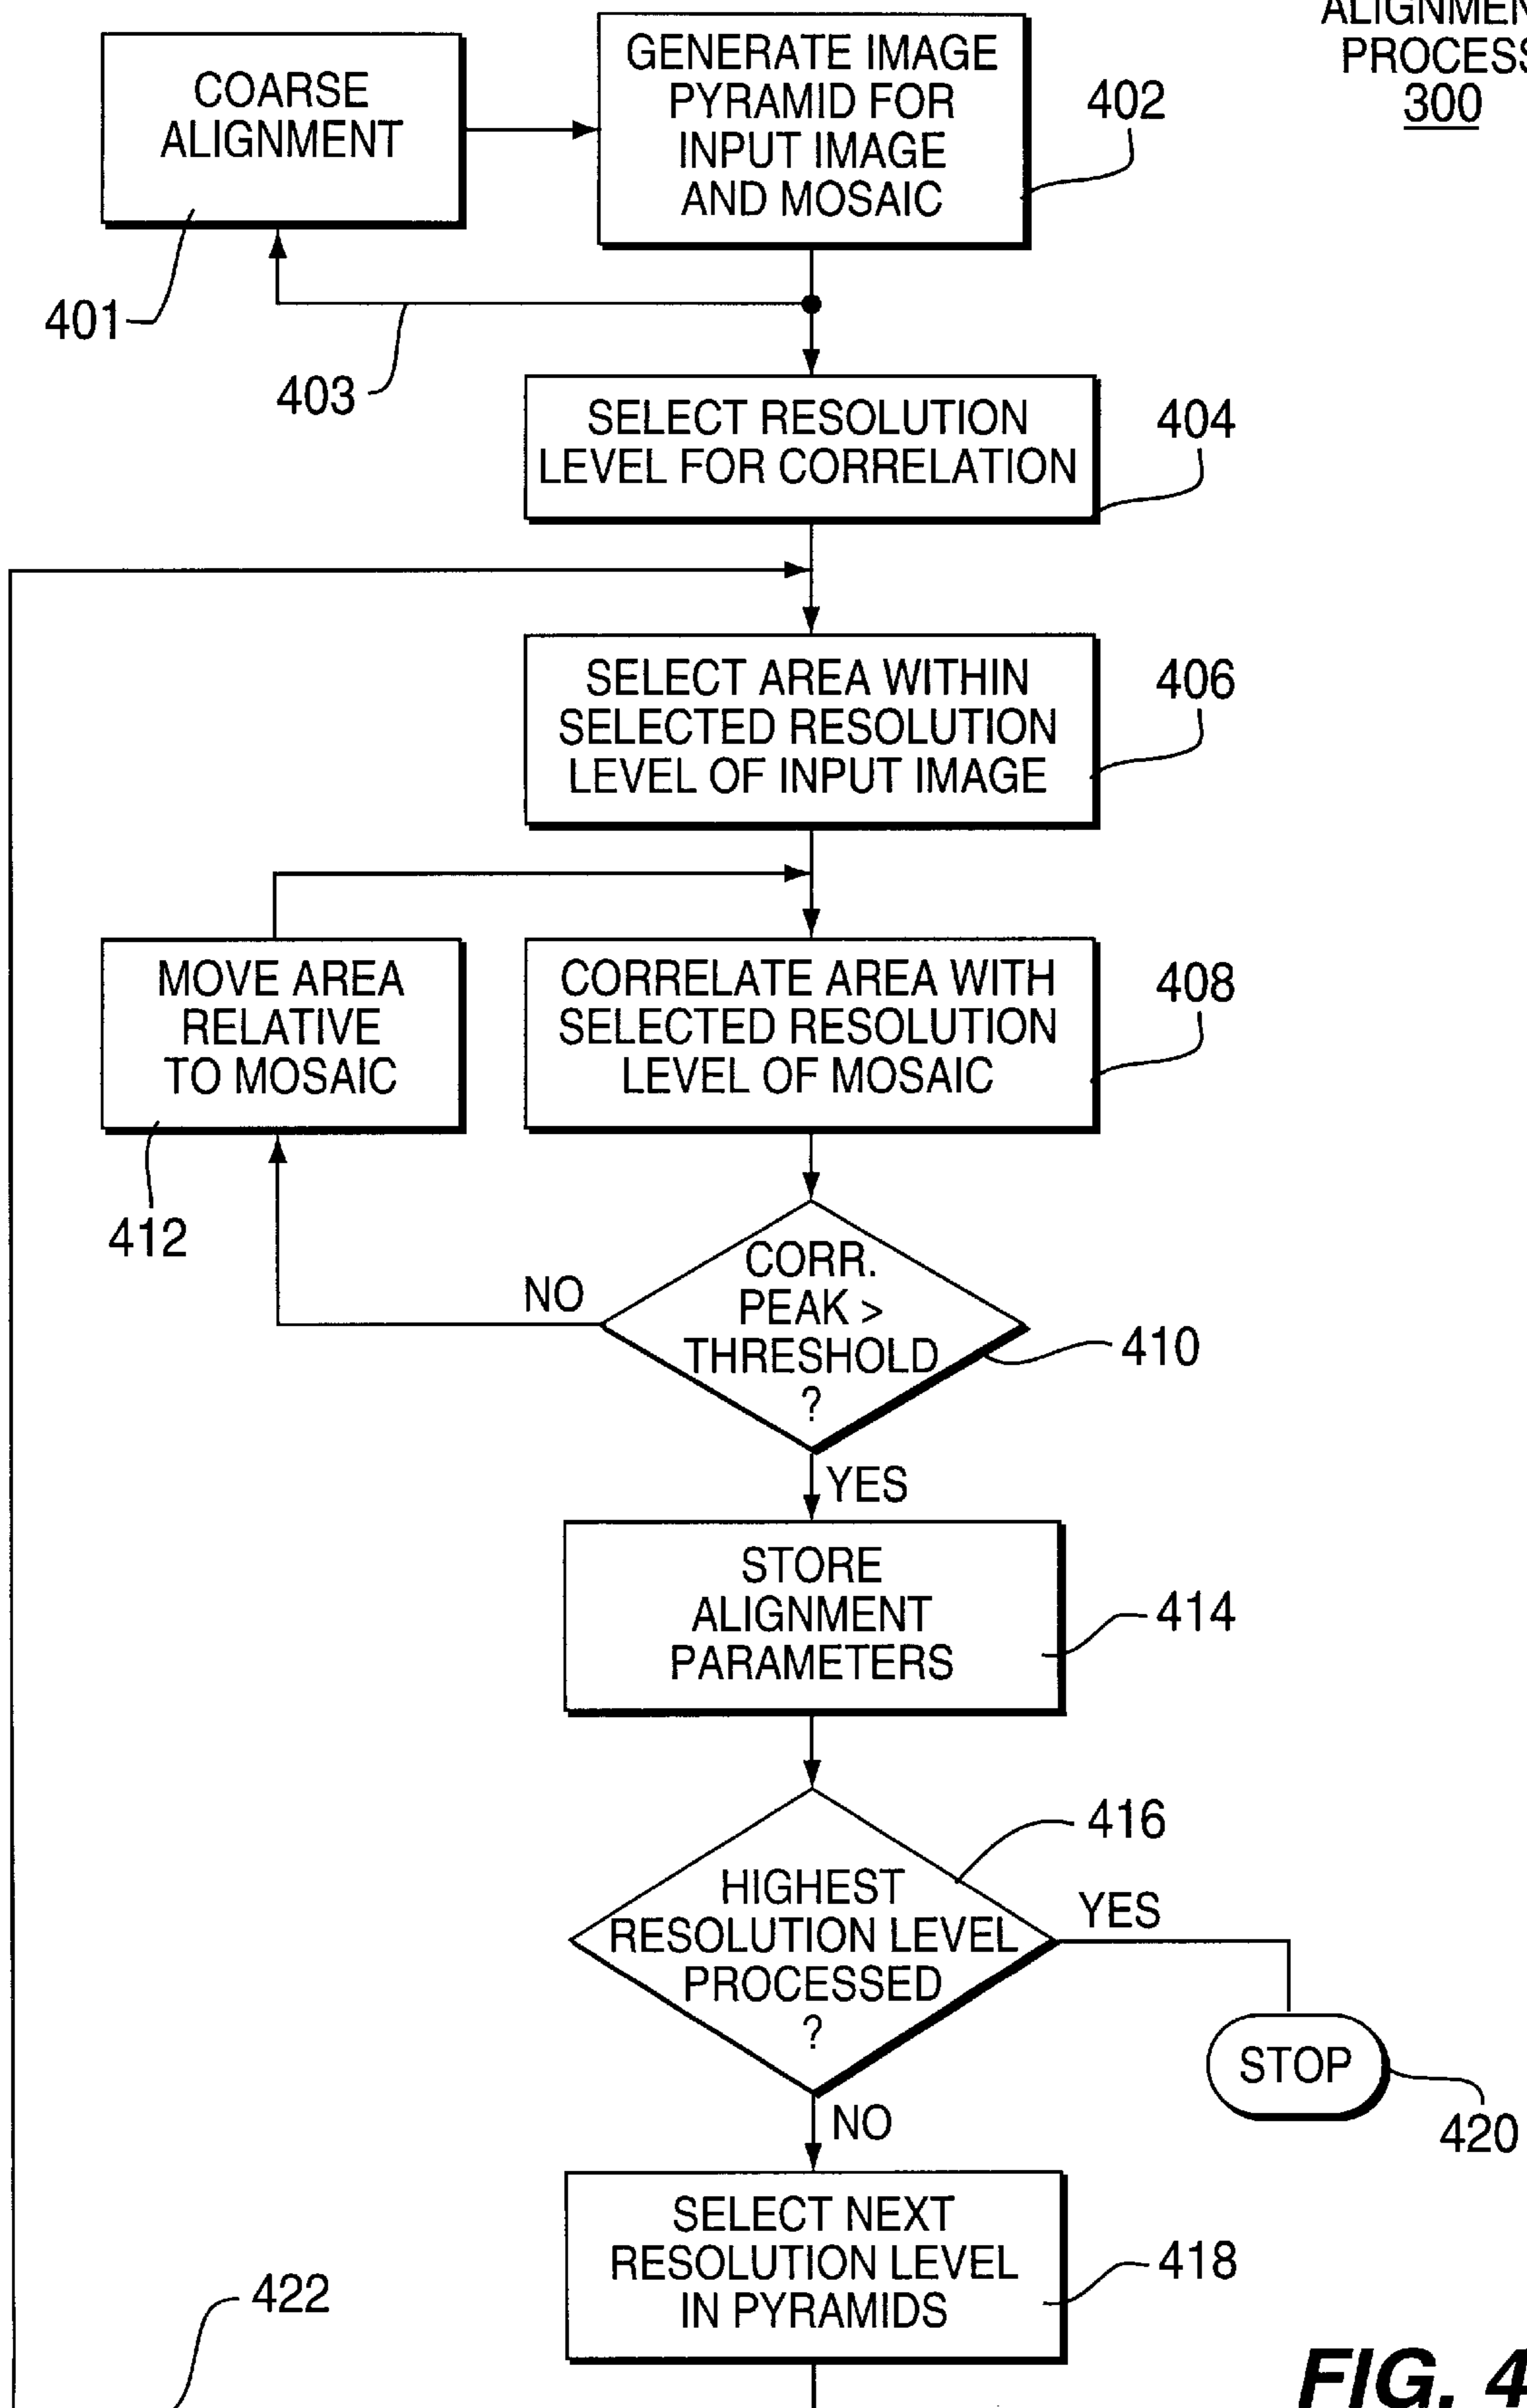 ALIGNMENT
PROCESS
300
COARSE
ALIGNMENT
401
GENERATE IMAGE
PYRAMID FOR
INPUT IMAGE
AND MOSAIC
402
403
SELECT RESOLUTION
LEVEL FOR CORRELATION
404
SELECT AREA WITHIN
SELECTED RESOLUTION
LEVEL OF INPUT IMAGE
406
MOVE AREA
RELATIVE
TO MOSAIC
412
CORRELATE AREA WITH
SELECTED RESOLUTION
LEVEL OF MOSAIC
408
CORR.
PEAK >
THRESHOLD
?
410
NO
YES
STORE
ALIGNMENT
PARAMETERS
414
HIGHEST
RESOLUTION LEVEL
PROCESSED
?
416
YES
STOP
420
NO
SELECT NEXT
RESOLUTION LEVEL
IN PYRAMIDS
418
422
FIG. 4